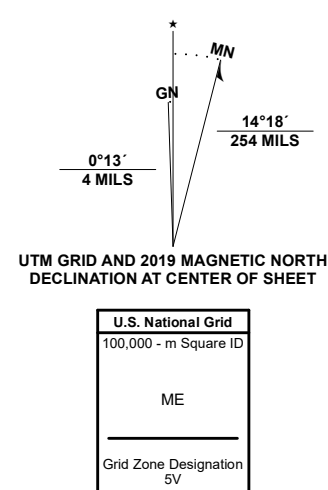 ★
MN
GN
14°18´
254 MILS
0°13´
4 MILS
UTM GRID AND 2019 MAGNETIC NORTH
DECLINATION AT CENTER OF SHEET
U.S. National Grid
100,000 - m Square ID
ME
Grid Zone Designation
5V